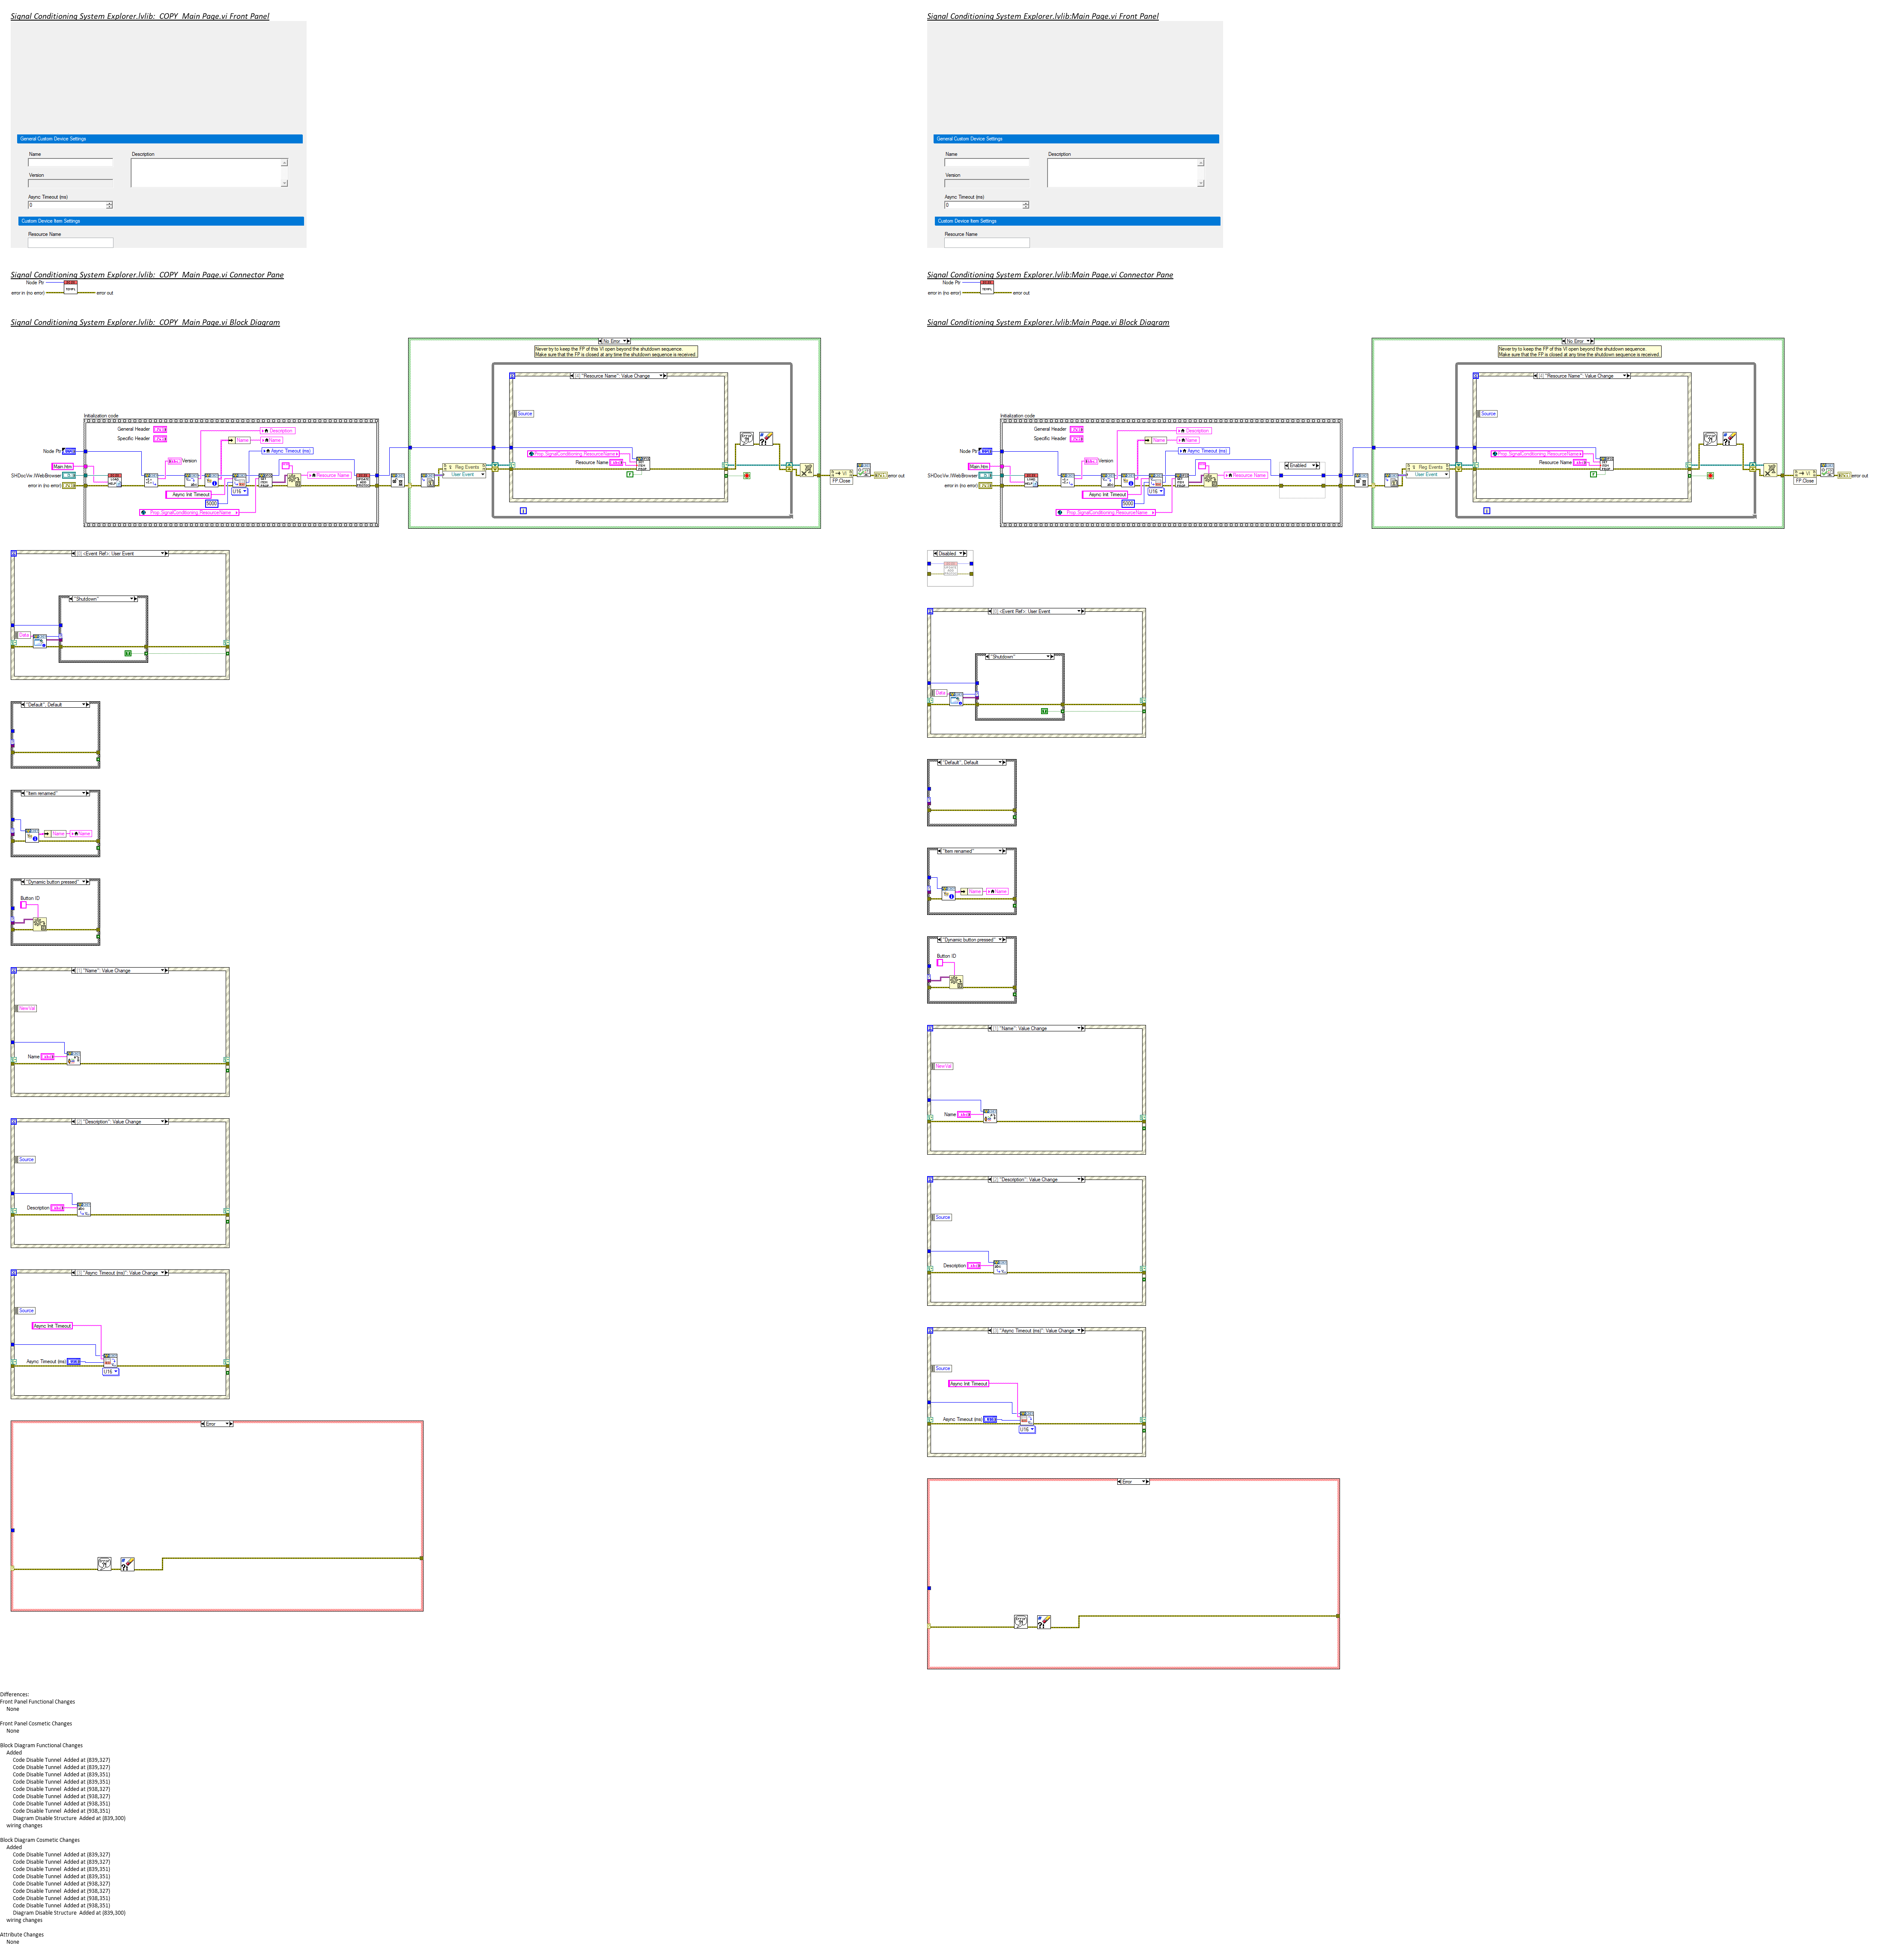 Signal Conditioning System Explorer.lvlib:_COPY_Main Page.vi Front Panel
General Custom Device Settings
Name
Description
Version
Async Timeout (ms)
0
Custom Device Item Settings
Resource Name
Signal Conditioning System Explorer.lvlib:_COPY_Main Page.vi Connector Pane
Node Ptr
error in (no error)
error out
Signal Conditioning System Explorer.lvlib:_COPY_Main Page.vi Block Diagram
No Error
Never try to keep the FP of this VI open beyond the shutdown sequence.
Make sure that the FP is closed at any time the shutdown sequence is received.
[4] "Resource Name": Value Change
Source
Initialization code
General Header
Description
Specific Header
Name
Name
Node Ptr
Async Timeout (ms)
Prop.SignalConditioning.ResourceName
Version
Resource Name
Main.htm
Reg Events
SHDocVw.IWebBrowser
Resource Name
User Event
error in (no error)
error out
FP.Close
Async Init Timeout
U16
5000
Prop.SignalConditioning.ResourceName
[0] <Event Ref>: User Event
"Shutdown"
Data
"Default", Default
"Item renamed"
Name
Name
"Dynamic button pressed"
Button ID
[1] "Name": Value Change
NewVal
Name
[2] "Description": Value Change
Source
Description
[3] "Async Timeout (ms)": Value Change
Source
Async Init Timeout
Async Timeout (ms)
U16
Error
Signal Conditioning System Explorer.lvlib:Main Page.vi Front Panel
General Custom Device Settings
Name
Description
Version
Async Timeout (ms)
0
Custom Device Item Settings
Resource Name
Signal Conditioning System Explorer.lvlib:Main Page.vi Connector Pane
Node Ptr
error in (no error)
error out
Signal Conditioning System Explorer.lvlib:Main Page.vi Block Diagram
No Error
Never try to keep the FP of this VI open beyond the shutdown sequence.
Make sure that the FP is closed at any time the shutdown sequence is received.
[4] "Resource Name": Value Change
Source
Initialization code
General Header
Description
Specific Header
Name
Name
Node Ptr
Async Timeout (ms)
Prop.SignalConditioning.ResourceName
Version
Resource Name
Main.htm
Enabled
Reg Events
SHDocVw.IWebBrowser
Resource Name
User Event
error in (no error)
error out
FP.Close
Async Init Timeout
U16
5000
Prop.SignalConditioning.ResourceName
Disabled
[0] <Event Ref>: User Event
"Shutdown"
Data
"Default", Default
"Item renamed"
Name
Name
"Dynamic button pressed"
Button ID
[1] "Name": Value Change
NewVal
Name
[2] "Description": Value Change
Source
Description
[3] "Async Timeout (ms)": Value Change
Source
Async Init Timeout
Async Timeout (ms)
U16
Error
Differences:
Front Panel Functional Changes
None
Front Panel Cosmetic Changes
None
Block Diagram Functional Changes
Added
Code Disable Tunnel Added at (839,327)
Code Disable Tunnel Added at (839,327)
Code Disable Tunnel Added at (839,351)
Code Disable Tunnel Added at (839,351)
Code Disable Tunnel Added at (938,327)
Code Disable Tunnel Added at (938,327)
Code Disable Tunnel Added at (938,351)
Code Disable Tunnel Added at (938,351)
Diagram Disable Structure Added at (839,300)
wiring changes
Block Diagram Cosmetic Changes
Added
Code Disable Tunnel Added at (839,327)
Code Disable Tunnel Added at (839,327)
Code Disable Tunnel Added at (839,351)
Code Disable Tunnel Added at (839,351)
Code Disable Tunnel Added at (938,327)
Code Disable Tunnel Added at (938,327)
Code Disable Tunnel Added at (938,351)
Code Disable Tunnel Added at (938,351)
Diagram Disable Structure Added at (839,300)
wiring changes
Attribute Changes
None